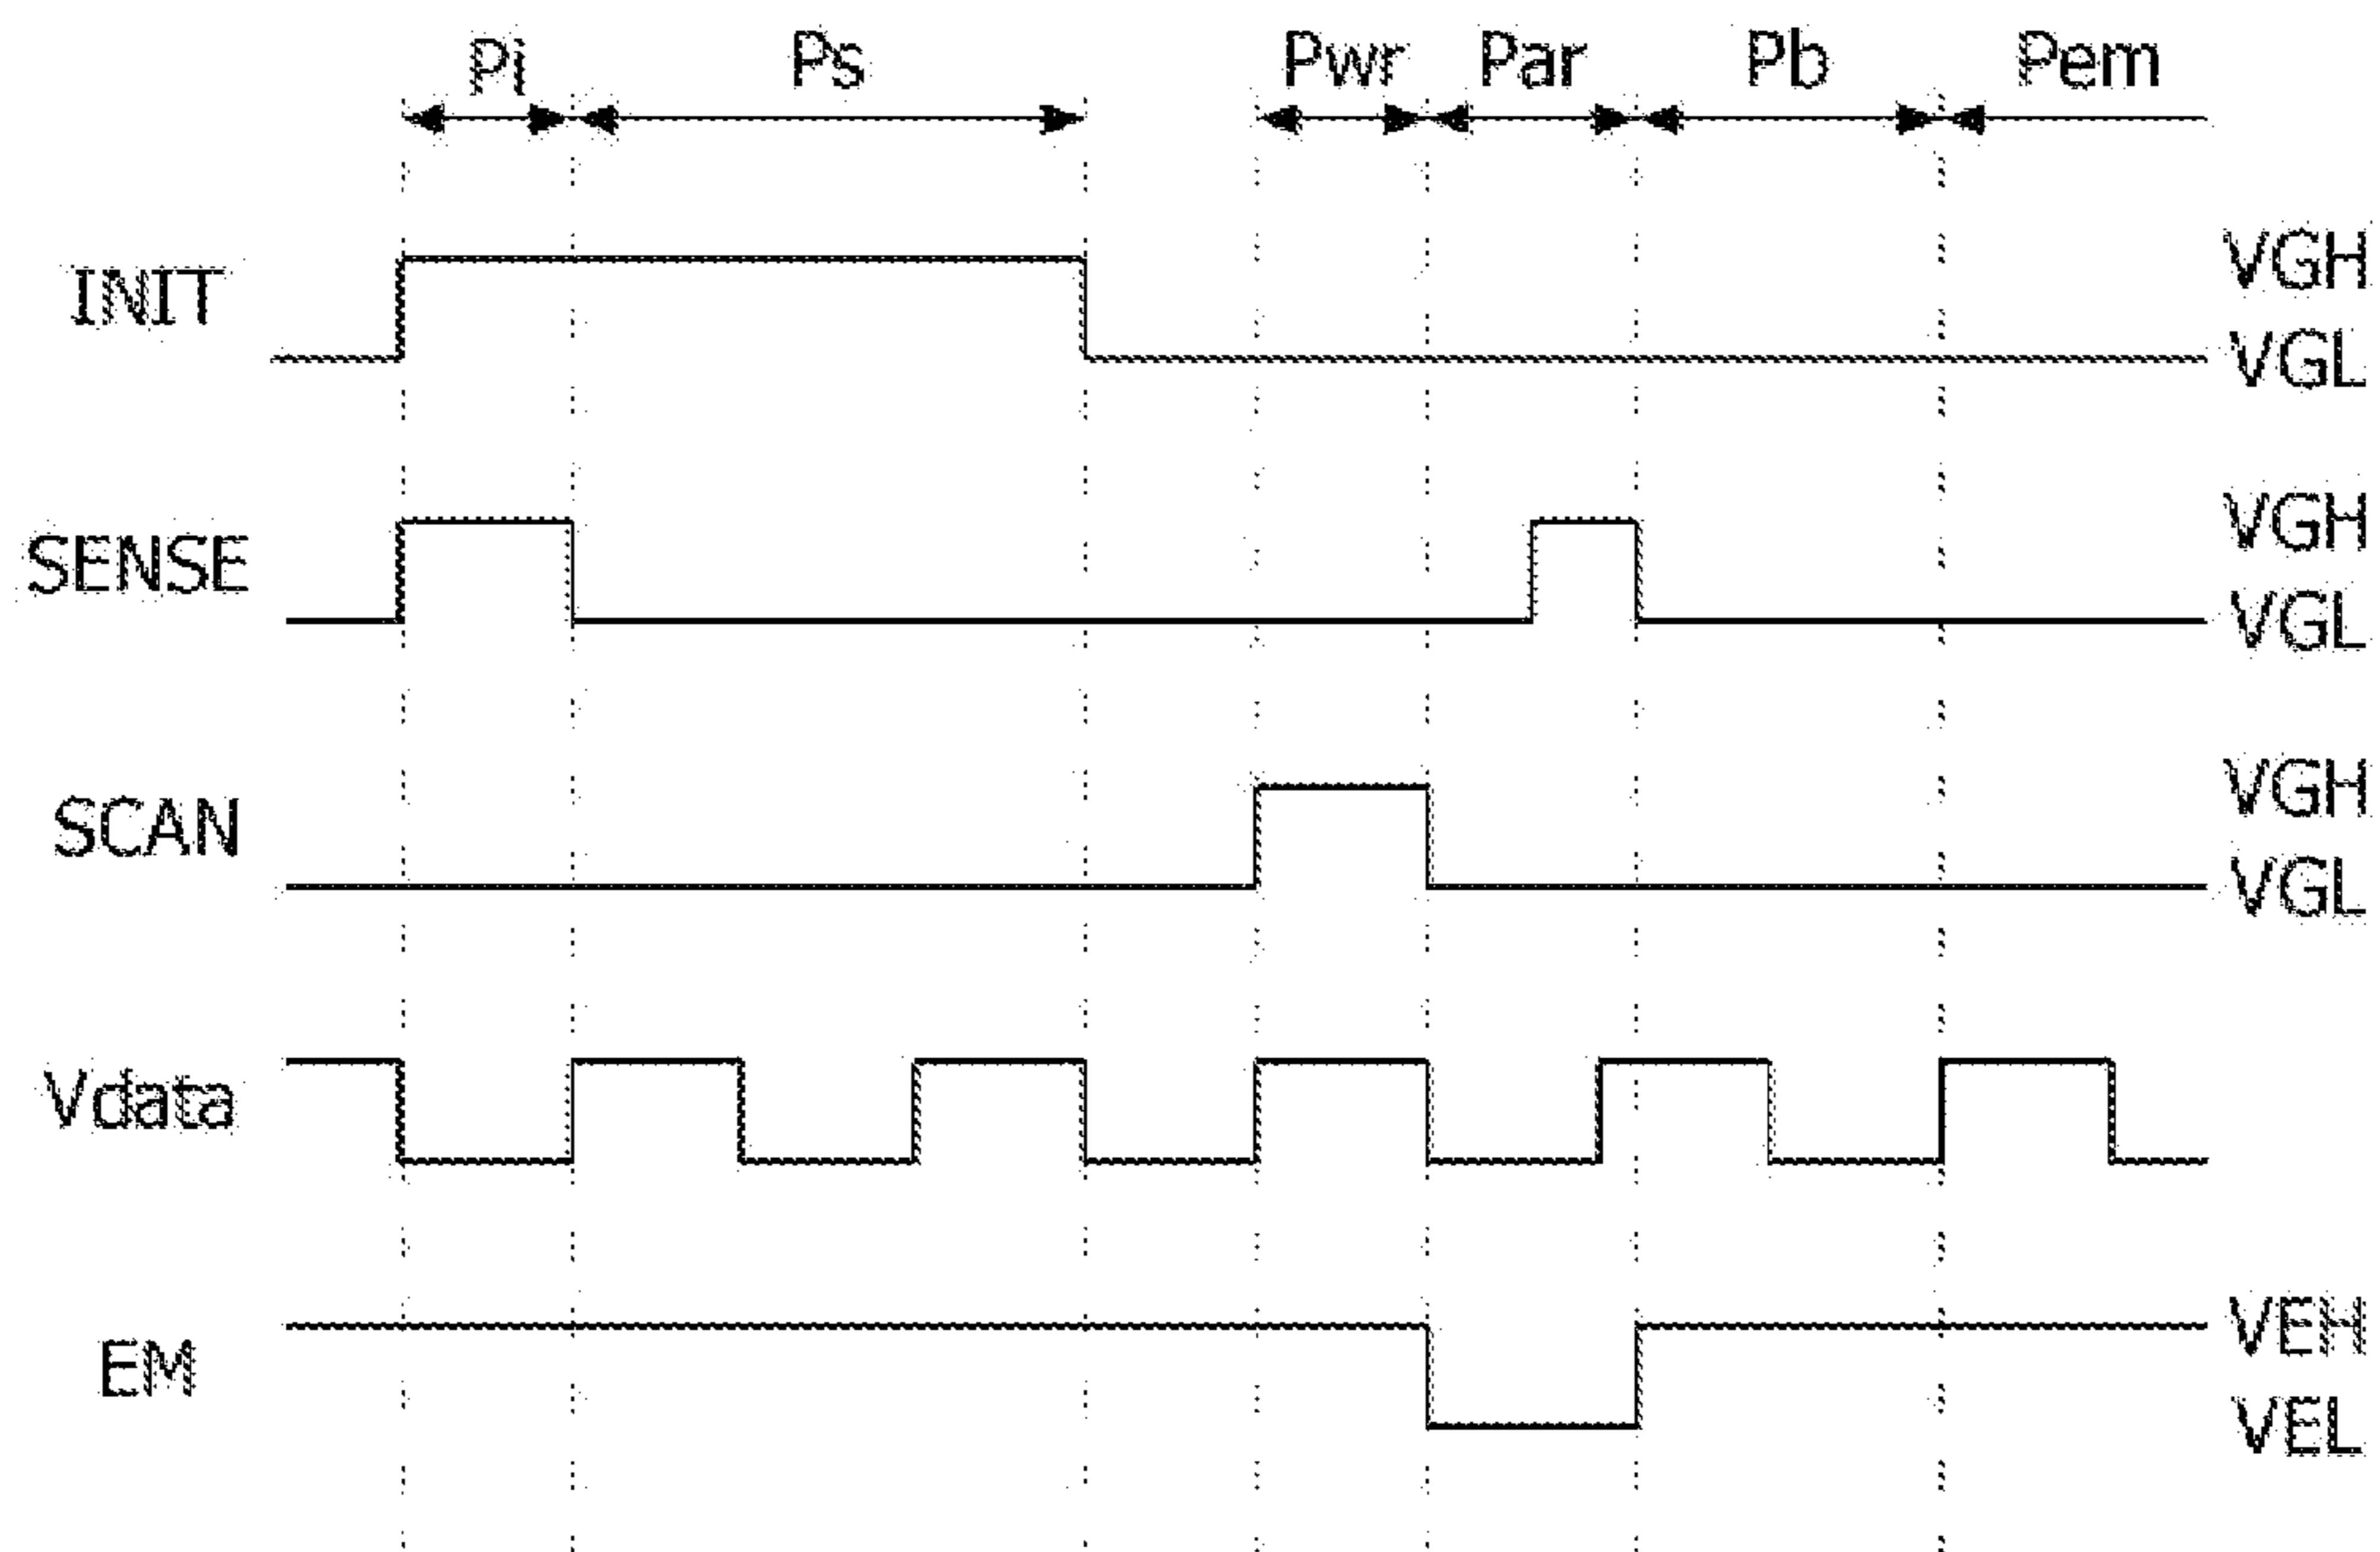 Pi Ps Pwr Par Pb Pem
INIT VGH
VGL
SENSE VGH
VGL
SCAN VGH
VGL
Vdata
EM VEH
VEL